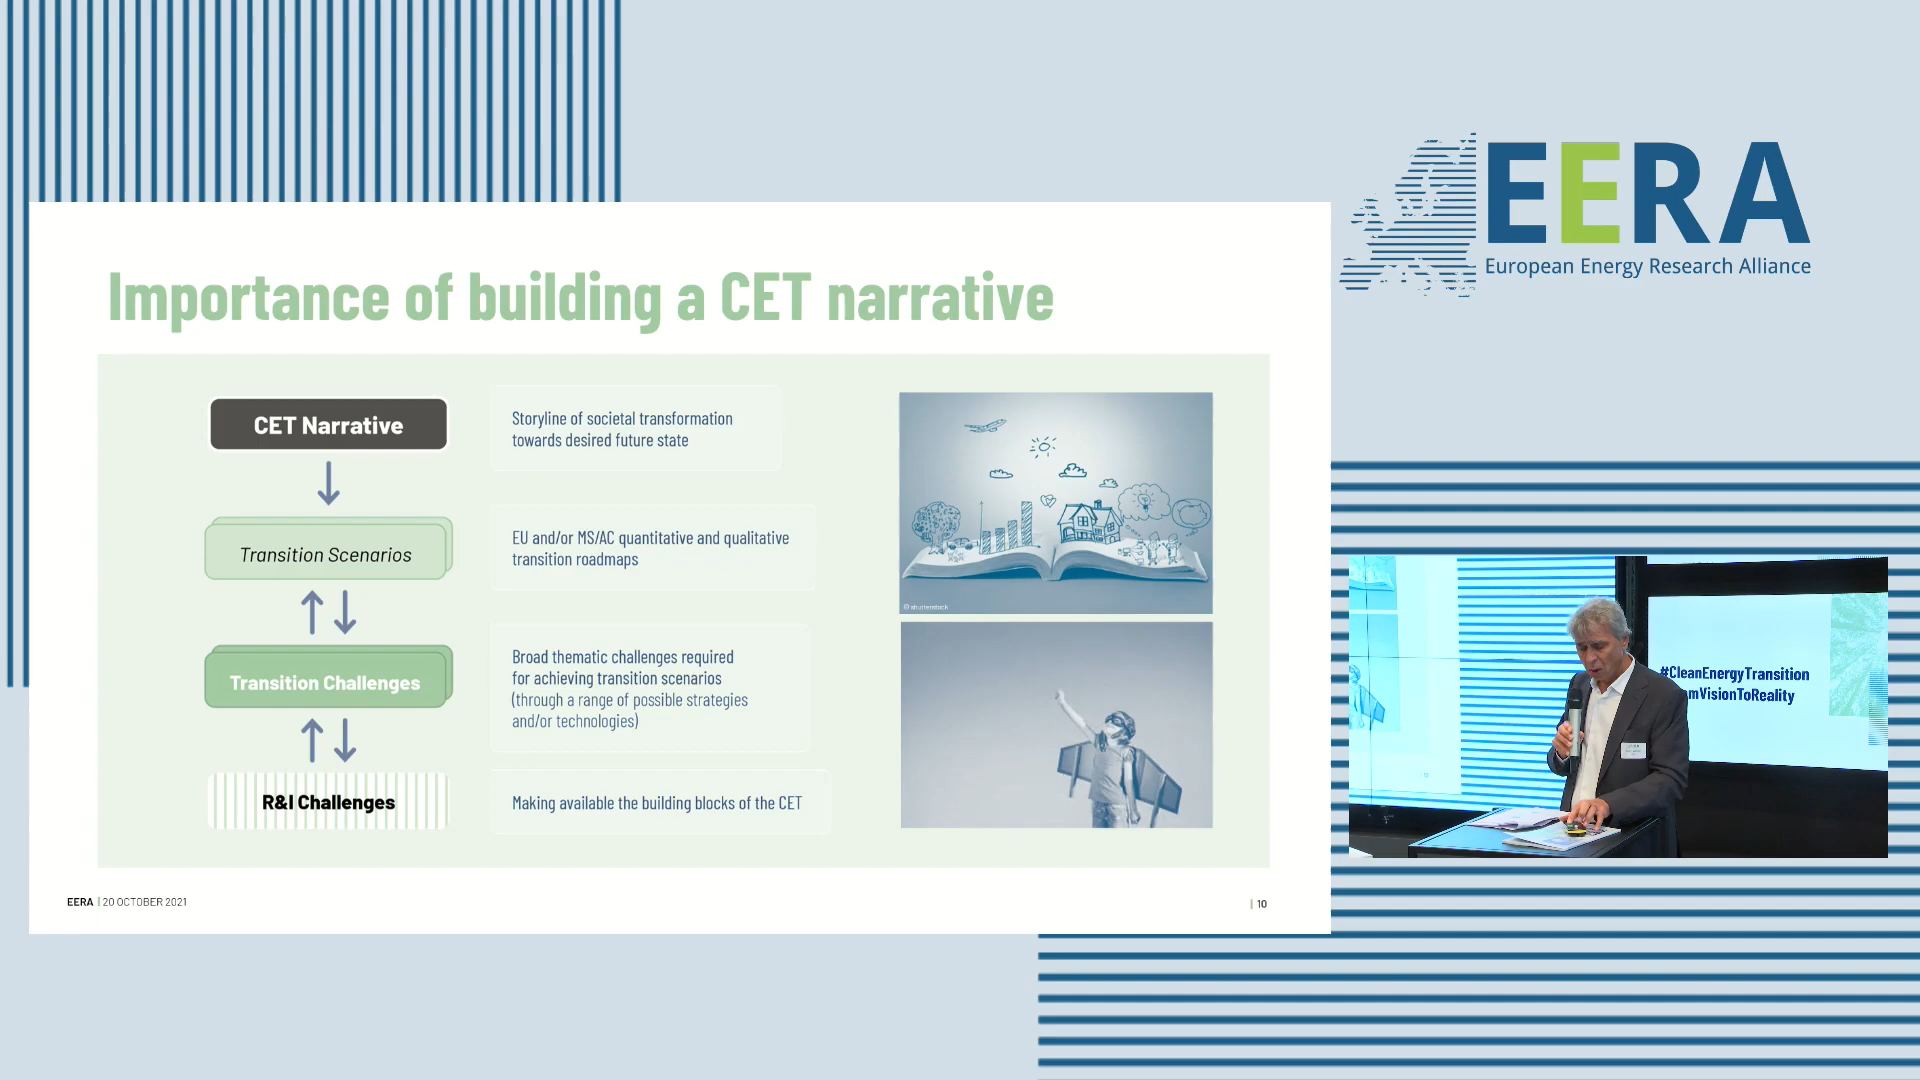 EERA
European Energy Research Alliance
Importance of building a CET narrative
CET Narrative
Storyline of societal transformation
towards desired future state
Transition Scenarios
EU and/or MS/AC quantitative and qualitative
transition roadmaps
Transition Challenges
Broad thematic challenges required
for achieving transition scenarios
(through a range of possible strategies
and/or technologies)
R&I Challenges
Making available the building blocks of the CET
© shutterstock
EERA | 20 OCTOBER 2021
| 10
#CleanEnergyTransition
mVisionToReality